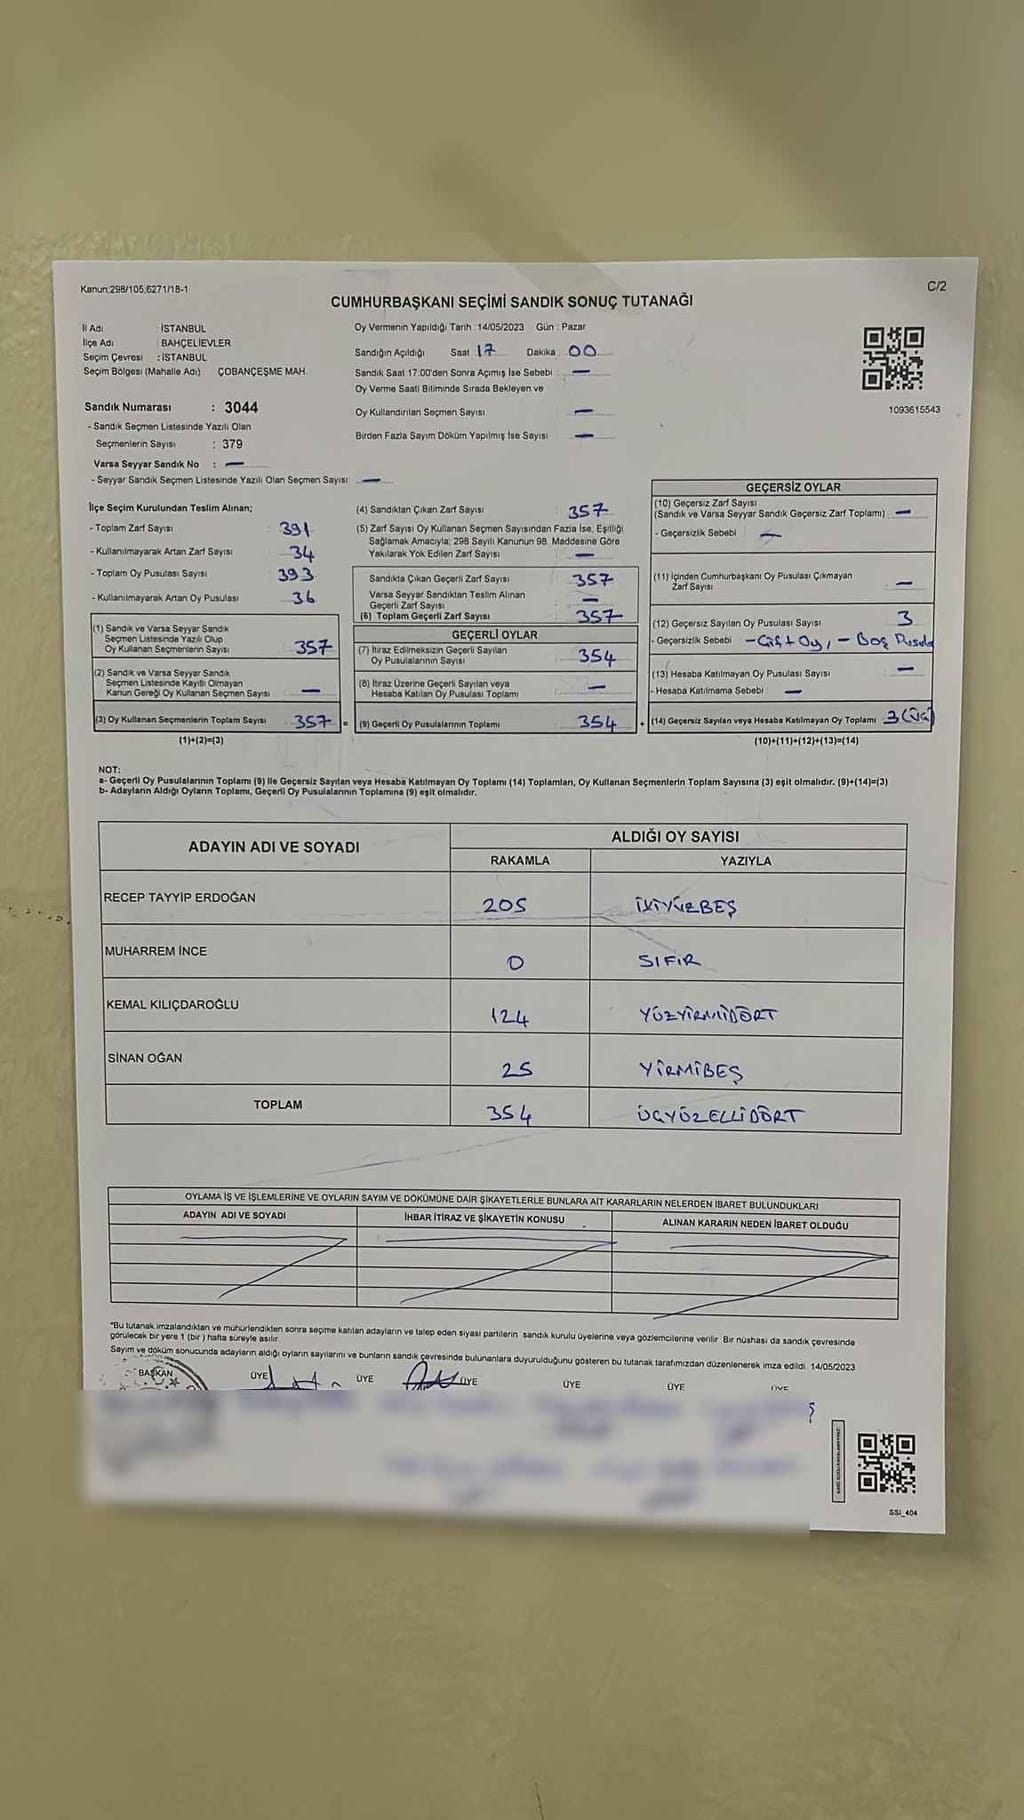 Kanun:298/105,6271/18-1
C/2
CUMHURBAŞKANI SEÇİMİ SANDIK SONUÇ TUTANAĞI
İl Adı : İSTANBUL
İlçe Adı : BAHÇELİEVLER
Seçim Çevresi : İSTANBUL
Seçim Bölgesi (Mahalle Adı) ÇOBANÇEŞME MAH.
Sandık Numarası : 3044
- Sandık Seçmen Listesinde Yazılı Olan
Seçmenlerin Sayısı : 379
Varsa Seyyar Sandık No : —
- Seyyar Sandık Seçmen Listesinde Yazılı Olan Seçmen Sayısı —
Oy Vermenin Yapıldığı Tarih :14/05/2023 Gün : Pazar
Sandığın Açıldığı Saat 17 Dakika 00
Sandık Saat 17:00'den Sonra Açımış İse Sebebi : —
Oy Verme Saati Bitiminde Sırada Bekleyen ve
Oy Kullandırılan Seçmen Sayısı —
Birden Fazla Sayım Döküm Yapılmış İse Sayısı —
1093615543
İlçe Seçim Kurulundan Teslim Alınan;
- Toplam Zarf Sayısı 391
- Kullanılmayarak Artan Zarf Sayısı 34
- Toplam Oy Pusulası Sayısı 393
- Kullanılmayarak Artan Oy Pusulası 36
(1) Sandık ve Varsa Seyyar Sandık
Seçmen Listesinde Yazılı Olup
Oy Kullanan Seçmenlerin Sayısı 357
(2) Sandık ve Varsa Seyyar Sandık
Seçmen Listesinde Kayıtlı Olmayan
Kanun Gereği Oy Kullanan Seçmen Sayısı —
(3) Oy Kullanan Seçmenlerin Toplam Sayısı 357 =
(1)+(2)=(3)
(4) Sandıktan Çıkan Zarf Sayısı 357
(5) Zarf Sayısı Oy Kullanan Seçmen Sayısından Fazla İse, Eşitliği
Sağlamak Amacıyla; 298 Sayılı Kanunun 98. Maddesine Göre
Yakılarak Yok Edilen Zarf Sayısı —
Sandıkta Çıkan Geçerli Zarf Sayısı 357
Varsa Seyyar Sandıktan Teslim Alınan
Geçerli Zarf Sayısı —
(6) Toplam Geçerli Zarf Sayısı 357
GEÇERLİ OYLAR
(7) İtiraz Edilmeksizin Geçerli Sayılan
Oy Pusulalarının Sayısı 354
(8) İtiraz Üzerine Geçerli Sayılan veya
Hesaba Katılan Oy Pusulası Toplamı —
(9) Geçerli Oy Pusulalarının Toplamı 354 +
GEÇERSİZ OYLAR
(10) Geçersiz Zarf Sayısı
(Sandık ve Varsa Seyyar Sandık Geçersiz Zarf Toplamı) —
- Geçersizlik Sebebi —
(11) İçinden Cumhurbaşkanı Oy Pusulası Çıkmayan
Zarf Sayısı —
(12) Geçersiz Sayılan Oy Pusulası Sayısı 3
- Geçersizlik Sebebi - Çift Oy, - Boş Pusula
(13) Hesaba Katılmayan Oy Pusulası Sayısı —
- Hesaba Katılmama Sebebi —
(14) Geçersiz Sayılan veya Hesaba Katılmayan Oy Toplamı 3 (Üç)
(10)+(11)+(12)+(13)=(14)
NOT:
a- Geçerli Oy Pusulalarının Toplamı (9) İle Geçersiz Sayılan veya Hesaba Katılmayan Oy Toplamı (14) Toplamları, Oy Kullanan Seçmenlerin Toplam Sayısına (3) eşit olmalıdır. (9)+(14)=(3)
b- Adayların Aldığı Oyların Toplamı, Geçerli Oy Pusulalarının Toplamına (9) eşit olmalıdır.
ADAYIN ADI VE SOYADI
ALDIĞI OY SAYISI
RAKAMLA YAZIYLA
RECEP TAYYİP ERDOĞAN 205 İKİYÜZBEŞ
MUHARREM İNCE 0 SIFIR
KEMAL KILIÇDAROĞLU 124 YÜZYİRMİDÖRT
SİNAN OĞAN 25 YİRMİBEŞ
TOPLAM 354 ÜÇYÜZELLİDÖRT
OYLAMA İŞ VE İŞLEMLERİNE VE OYLARIN SAYIM VE DÖKÜMÜNE DAİR ŞİKAYETLERLE BUNLARA AİT KARARLARIN NELERDEN İBARET BULUNDUKLARI
ADAYIN ADI VE SOYADI İHBAR İTİRAZ VE ŞİKAYETİN KONUSU ALINAN KARARIN NEDEN İBARET OLDUĞU
*Bu tutanak imzalandıktan ve mühürlendikten sonra seçime katılan adayların ve talep eden siyasi partilerin sandık kurulu üyelerine veya gözlemcilerine verilir. Bir nüshası da sandık çevresinde
görülecek bir yere 1 (bir) hafta süreyle asılır.
Sayım ve döküm sonucunda adayların aldığı oyların sayılarını ve bunların sandık çevresinde bulunanlara duyurulduğunu gösteren bu tutanak tarafımızdan düzenlenerek imza edildi. 14/05/2023
BAŞKAN ÜYE ÜYE ÜYE ÜYE ÜYE ÜYE
SSI_404